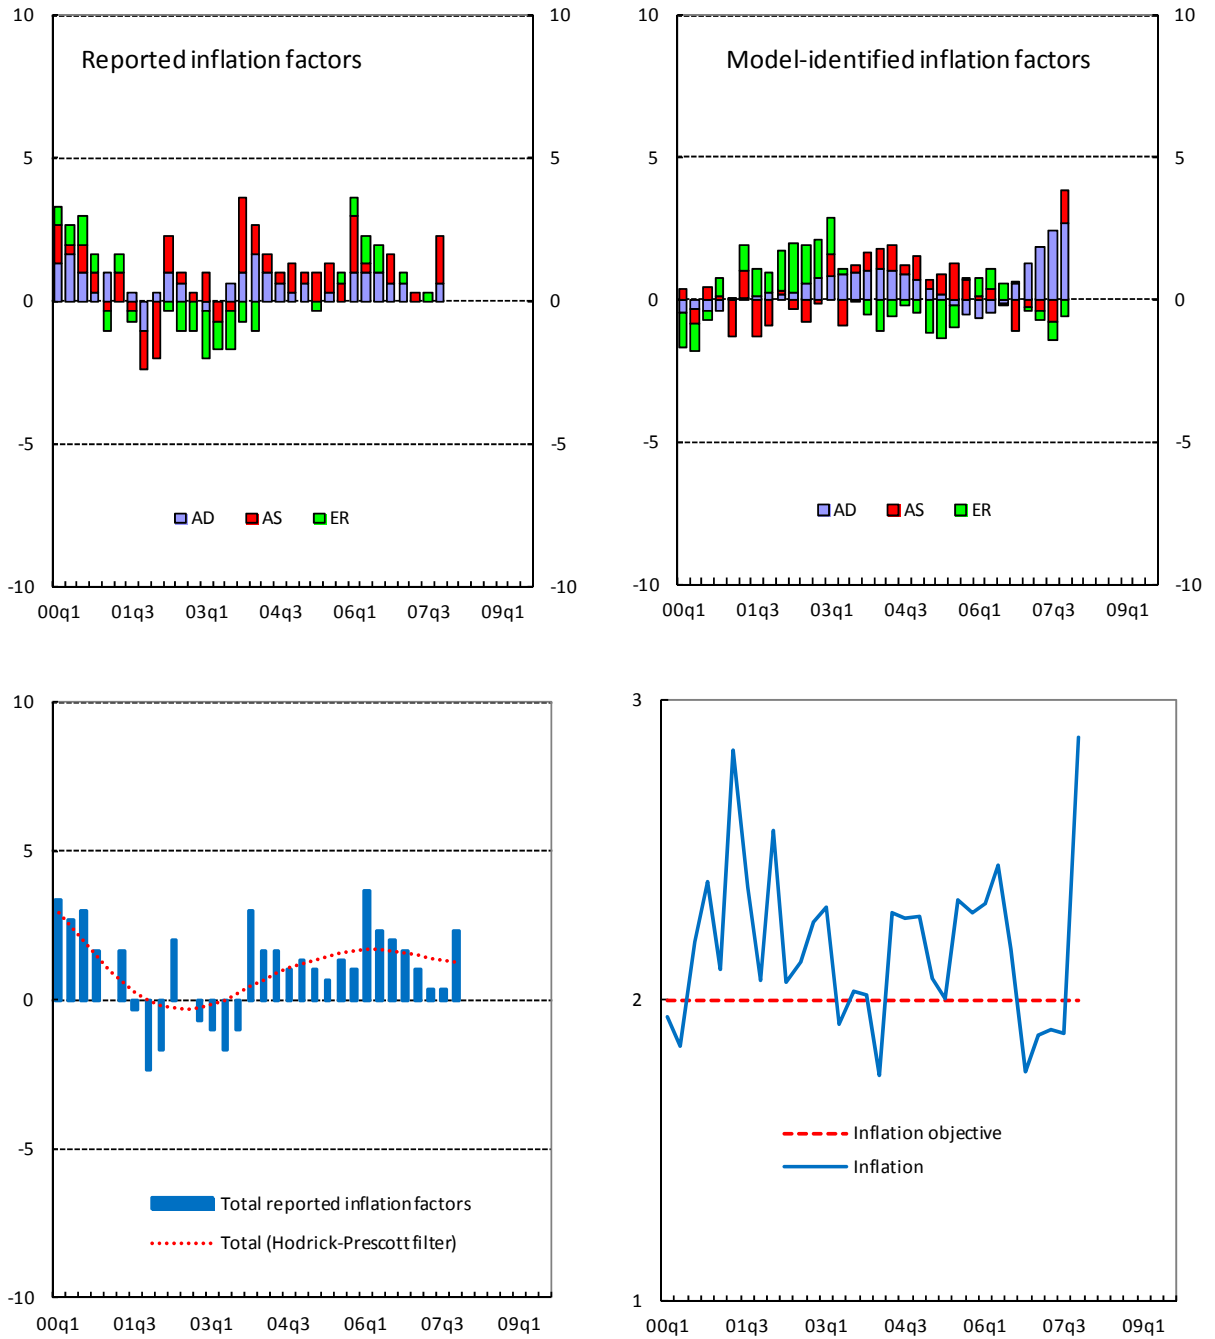 Reported inflation factors
10
5
0
-5
-10
10
5
0
-5
-10
AD AS ER
00q1 01q3 03q1 04q3 06q1 07q3 09q1
Model-identified inflation factors
10
5
0
-5
-10
10
5
0
-5
-10
AD AS ER
00q1 01q3 03q1 04q3 06q1 07q3 09q1
10
5
0
-5
-10
Total reported inflation factors
Total (Hodrick-Prescott filter)
00q1 01q3 03q1 04q3 06q1 07q3 09q1
3
2
1
Inflation objective
Inflation
00q1 01q3 03q1 04q3 06q1 07q3 09q1